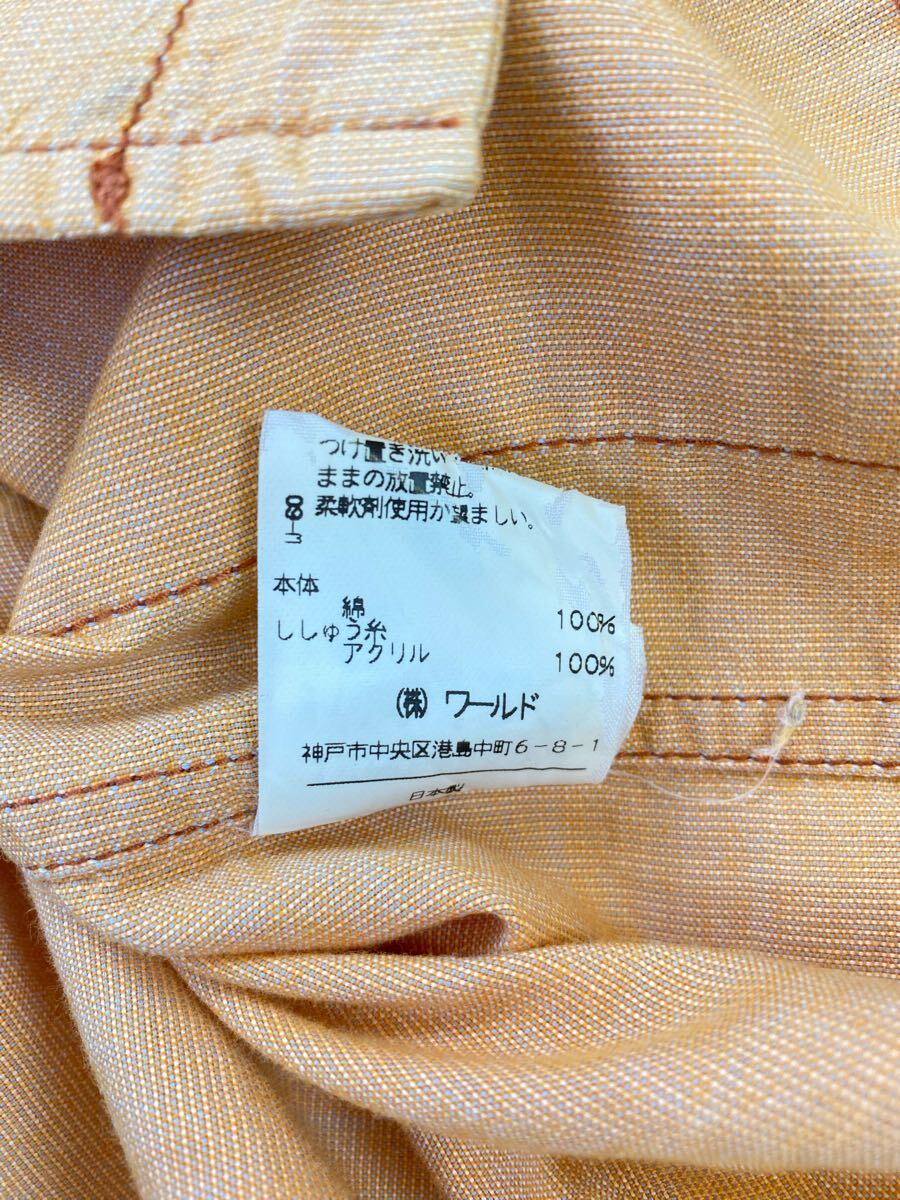 つけ置き洗い
ままの放置禁止。
柔軟剤使用が望ましい。
本体
綿 100%
ししゅう糸
アクリル 100%
(株) ワールド
神戸市中央区港島中町6-8-1
日本製